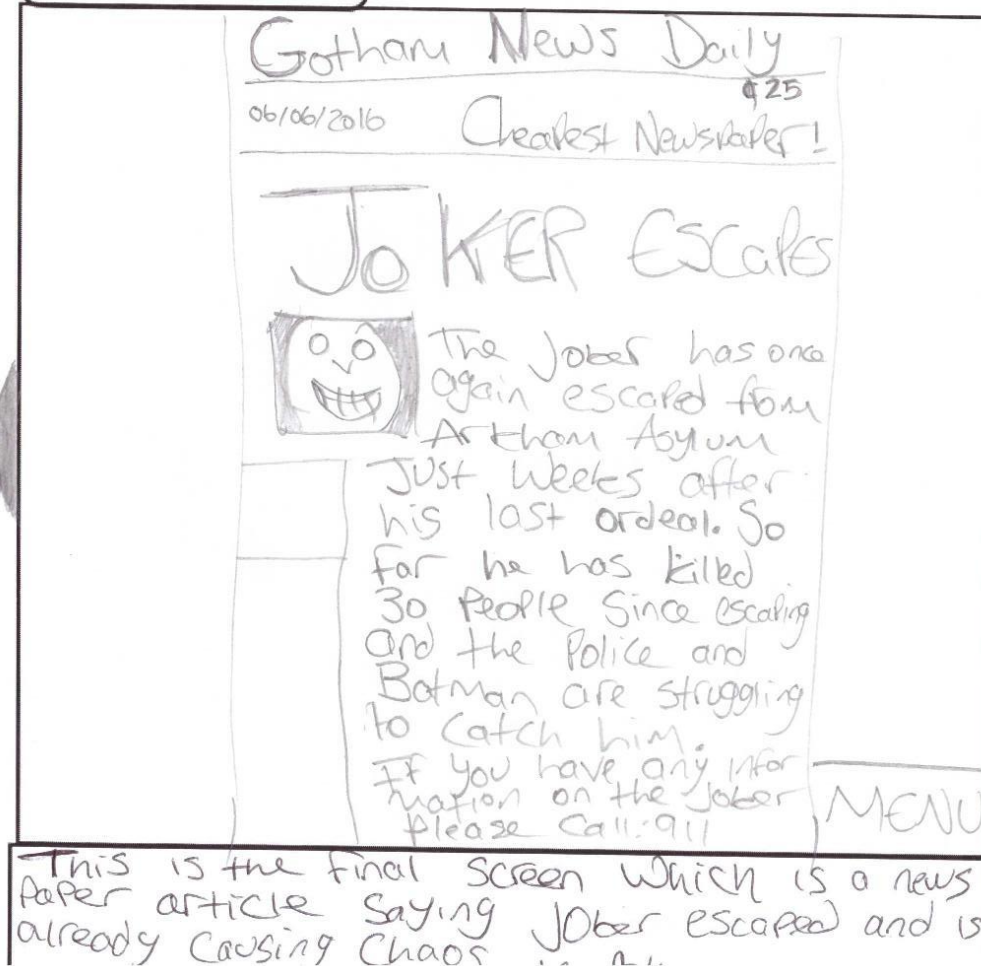 Gotham News Daily
¢25
06/06/2016 Cheapest Newspaper!
JOKER ESCAPES
The Joker has once
again escaped from
Arkham Asylum
Just weeks after
his last ordeal. So
far he has killed
30 People Since escaping
and the Police and
Batman are struggling
to catch him.
If you have any infor
mation on the Joker
Please Call: 911
MENU
This is the final screen which is a news
Paper article saying Joker escaped and is
already causing chaos